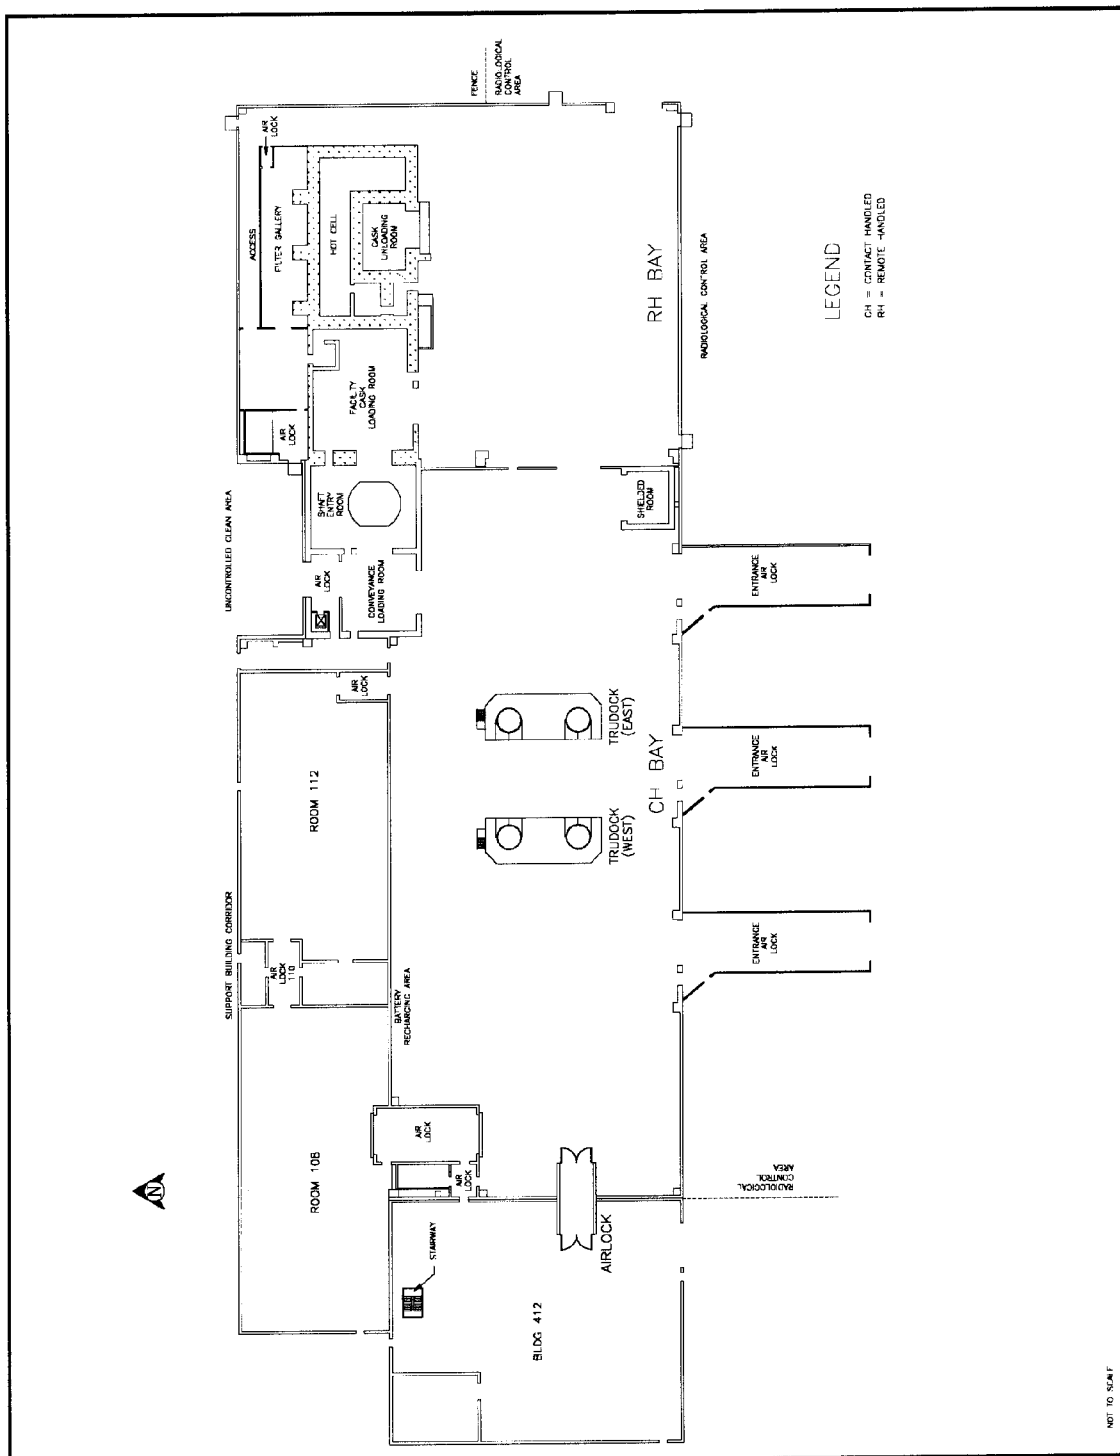 FENCE
RADIOLOGICAL
CONTROL
AREA
AIR
LOCK
ACCESS
FILTER GALLERY
HOT CELL
CASK
UNLOADING
ROOM
RH BAY
RADIOLOGICAL CONTROL AREA
LEGEND
CH = CONTACT HANDLED
RH = REMOTE HANDLED
FACILITY
CASK
LOADING ROOM
AIR
LOCK
UNCONTROLLED CLEAN AREA
SHAFT
ENTRY
ROOM
SHIELDED
ROOM
AIR
LOCK
CONVEYANCE
LOADING ROOM
ENTRANCE
AIR
LOCK
AIR
LOCK
ROOM 112
TRUDOCK
(EAST)
CH BAY
ENTRANCE
AIR
LOCK
TRUDOCK
(WEST)
SUPPORT BUILDING CORRIDOR
AIR
LOCK
110
BATTERY
RECHARGING AREA
ENTRANCE
AIR
LOCK
AIR
LOCK
ROOM 108
AIR
LOCK
N
STAIRWAY
AIRLOCK
RADIOLOGICAL
CONTROL
AREA
BLDG 412
NOT TO SCALE